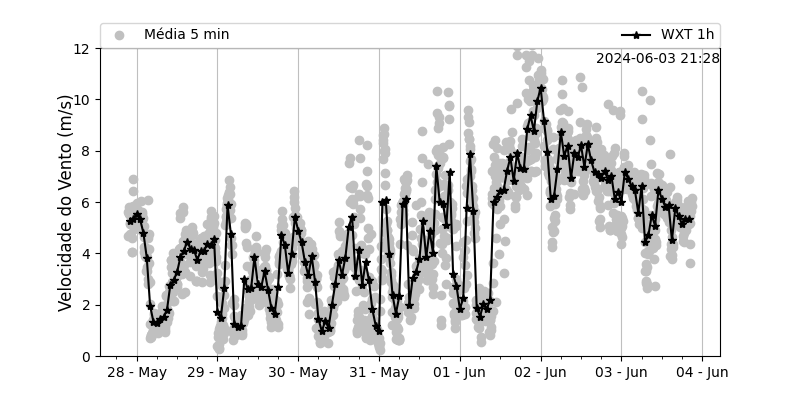 Média 5 min
WXT 1h
2024-06-03 21:28
Velocidade do Vento (m/s)
12
10
8
6
4
2
0
28 - May
29 - May
30 - May
31 - May
01 - Jun
02 - Jun
03 - Jun
04 - Jun